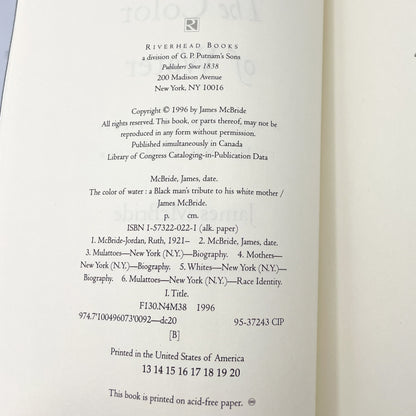 The Color
of
R
RIVERHEAD BOOKS
a division of G. P. Putnam's Sons
Publishers Since 1838
200 Madison Avenue
New York, NY 10016
Copyright © 1996 by James McBride
All rights reserved. This book, or parts thereof, may not be
reproduced in any form without permission.
Published simultaneously in Canada
Library of Congress Cataloging-in-Publication Data
McBride, James, date.
The color of water : a Black man's tribute to his white mother /
James McBride.
p. cm.
ISBN 1-57322-022-1 (alk. paper)
1. McBride-Jordan, Ruth, 1921– 2. McBride, James, date.
3. Mulattoes—New York (N.Y.)—Biography. 4. Mothers—
New York (N.Y.)—Biography. 5. Whites—New York (N.Y.)—
Biography. 6. Mulattoes—New York (N.Y.)—Race Identity.
I. Title.
F130.N4M38 1996
974.7'100496073'0092—dc20 95-37243 CIP
[B]
Printed in the United States of America
13 14 15 16 17 18 19 20
This book is printed on acid-free paper.
James McBride